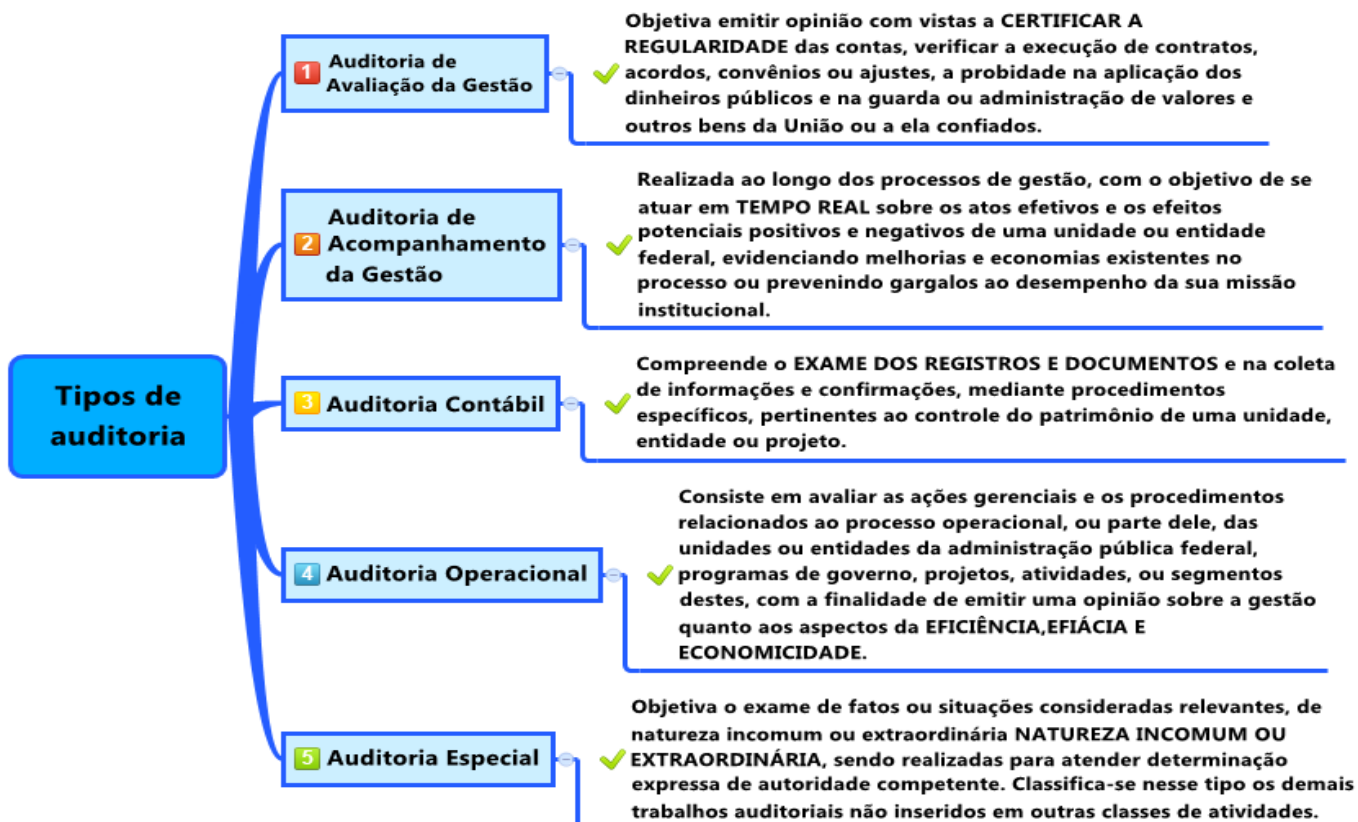 Tipos de
auditoria
1 Auditoria de
Avaliação da Gestão
Objetiva emitir opinião com vistas a CERTIFICAR A
REGULARIDADE das contas, verificar a execução de contratos,
acordos, convênios ou ajustes, a probidade na aplicação dos
dinheiros públicos e na guarda ou administração de valores e
outros bens da União ou a ela confiados.
2 Auditoria de
Acompanhamento
da Gestão
Realizada ao longo dos processos de gestão, com o objetivo de se
atuar em TEMPO REAL sobre os atos efetivos e os efeitos
potenciais positivos e negativos de uma unidade ou entidade
federal, evidenciando melhorias e economias existentes no
processo ou prevenindo gargalos ao desempenho da sua missão
institucional.
3 Auditoria Contábil
Compreende o EXAME DOS REGISTROS E DOCUMENTOS e na coleta
de informações e confirmações, mediante procedimentos
específicos, pertinentes ao controle do patrimônio de uma unidade,
entidade ou projeto.
4 Auditoria Operacional
Consiste em avaliar as ações gerenciais e os procedimentos
relacionados ao processo operacional, ou parte dele, das
unidades ou entidades da administração pública federal,
programas de governo, projetos, atividades, ou segmentos
destes, com a finalidade de emitir uma opinião sobre a gestão
quanto aos aspectos da EFICIÊNCIA,EFIÁCIA E
ECONOMICIDADE.
5 Auditoria Especial
Objetiva o exame de fatos ou situações consideradas relevantes, de
natureza incomum ou extraordinária NATUREZA INCOMUM OU
EXTRAORDINÁRIA, sendo realizadas para atender determinação
expressa de autoridade competente. Classifica-se nesse tipo os demais
trabalhos auditoriais não inseridos em outras classes de atividades.